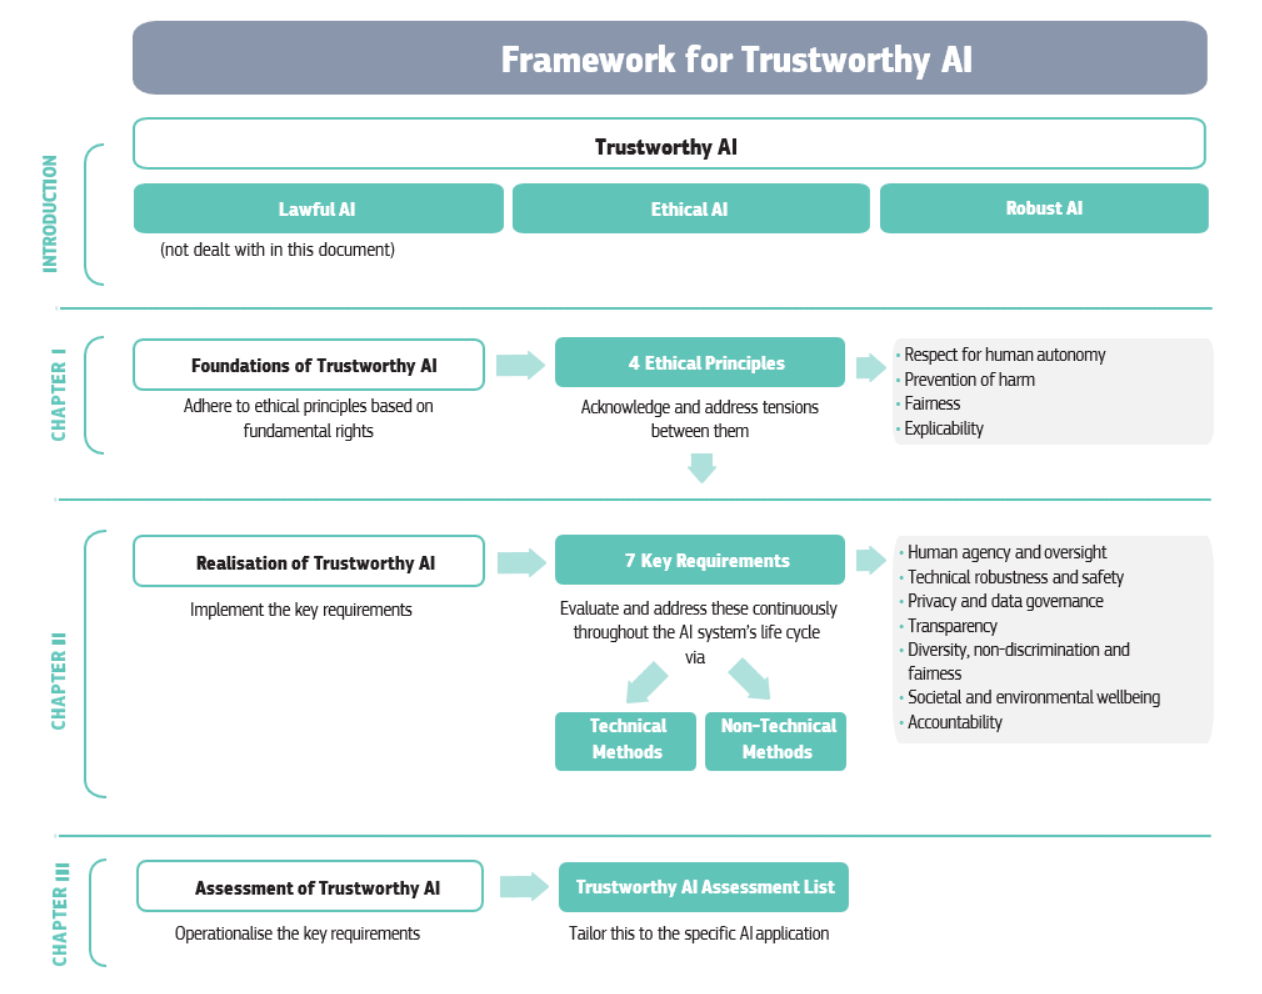 Framework for Trustworthy AI
INTRODUCTION
Trustworthy AI
Lawful AI
Ethical AI
Robust AI
(not dealt with in this document)
CHAPTER I
Foundations of Trustworthy AI
Adhere to ethical principles based on
fundamental rights
4 Ethical Principles
Acknowledge and address tensions
between them
· Respect for human autonomy
· Prevention of harm
· Fairness
· Explicability
CHAPTER II
Realisation of Trustworthy AI
Implement the key requirements
7 Key Requirements
Evaluate and address these continuously
throughout the AI system's life cycle
via
Technical
Methods
Non-Technical
Methods
· Human agency and oversight
· Technical robustness and safety
· Privacy and data governance
· Transparency
· Diversity, non-discrimination and
fairness
· Societal and environmental wellbeing
· Accountability
CHAPTER III
Assessment of Trustworthy AI
Operationalise the key requirements
Trustworthy AI Assessment List
Tailor this to the specific AI application